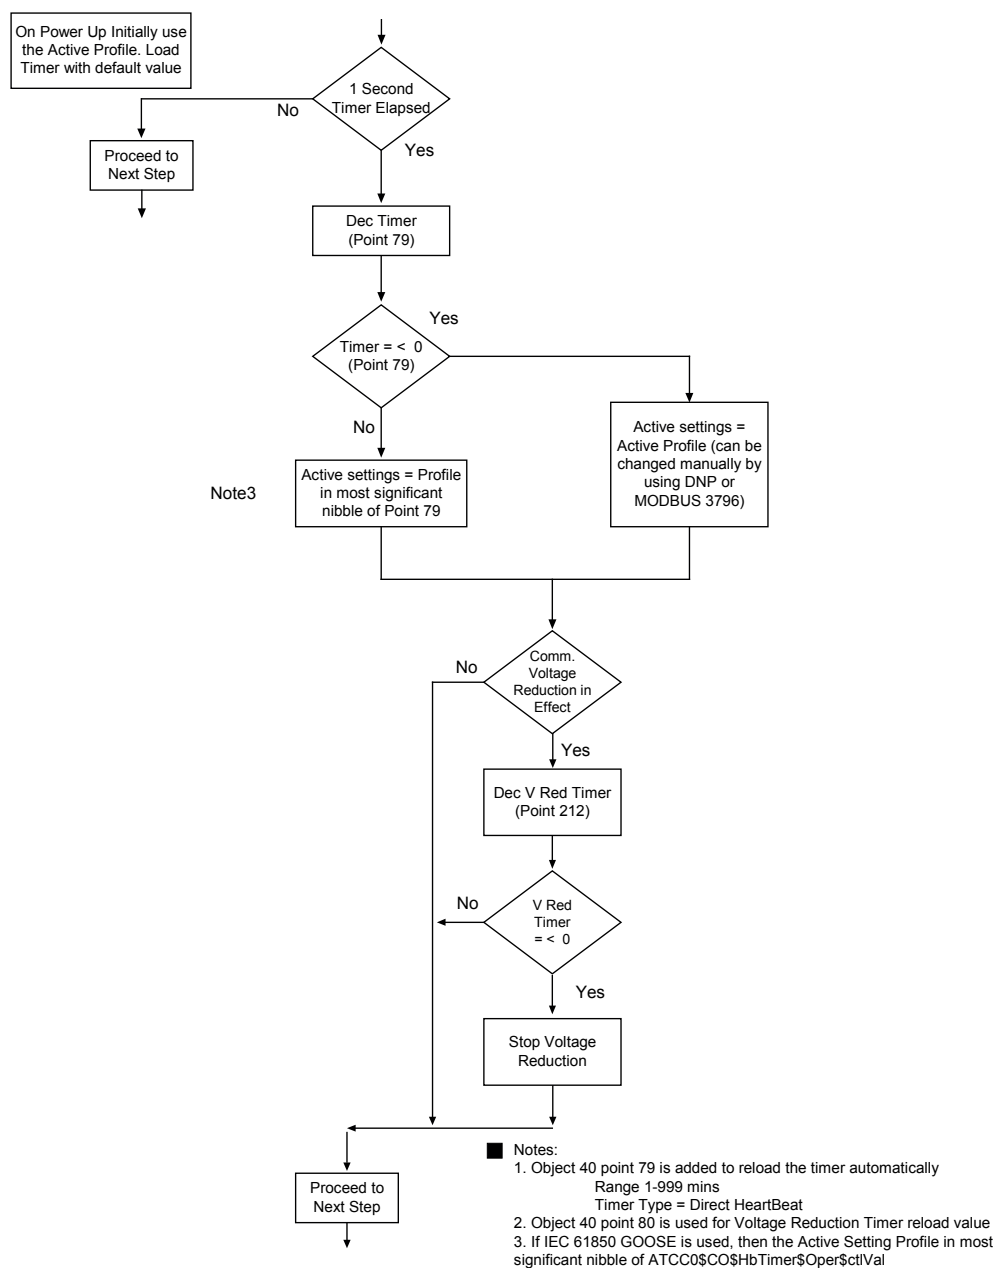 On Power Up Initially use
the Active Profile. Load
Timer with default value
1 Second
Timer Elapsed
No
Yes
Proceed to
Next Step
Dec Timer
(Point 79)
Yes
Timer = < 0
(Point 79)
No
Active settings =
Active Profile (can be
changed manually by
using DNP or
MODBUS 3796)
Note3
Active settings = Profile
in most significant
nibble of Point 79
Comm.
Voltage
Reduction in
Effect
No
Yes
Dec V Red Timer
(Point 212)
No
V Red
Timer
= < 0
Yes
Stop Voltage
Reduction
Proceed to
Next Step
Notes:
1. Object 40 point 79 is added to reload the timer automatically
Range 1-999 mins
Timer Type = Direct HeartBeat
2. Object 40 point 80 is used for Voltage Reduction Timer reload value
3. If IEC 61850 GOOSE is used, then the Active Setting Profile in most
significant nibble of ATCC0$CO$HbTimer$Oper$ctlVal